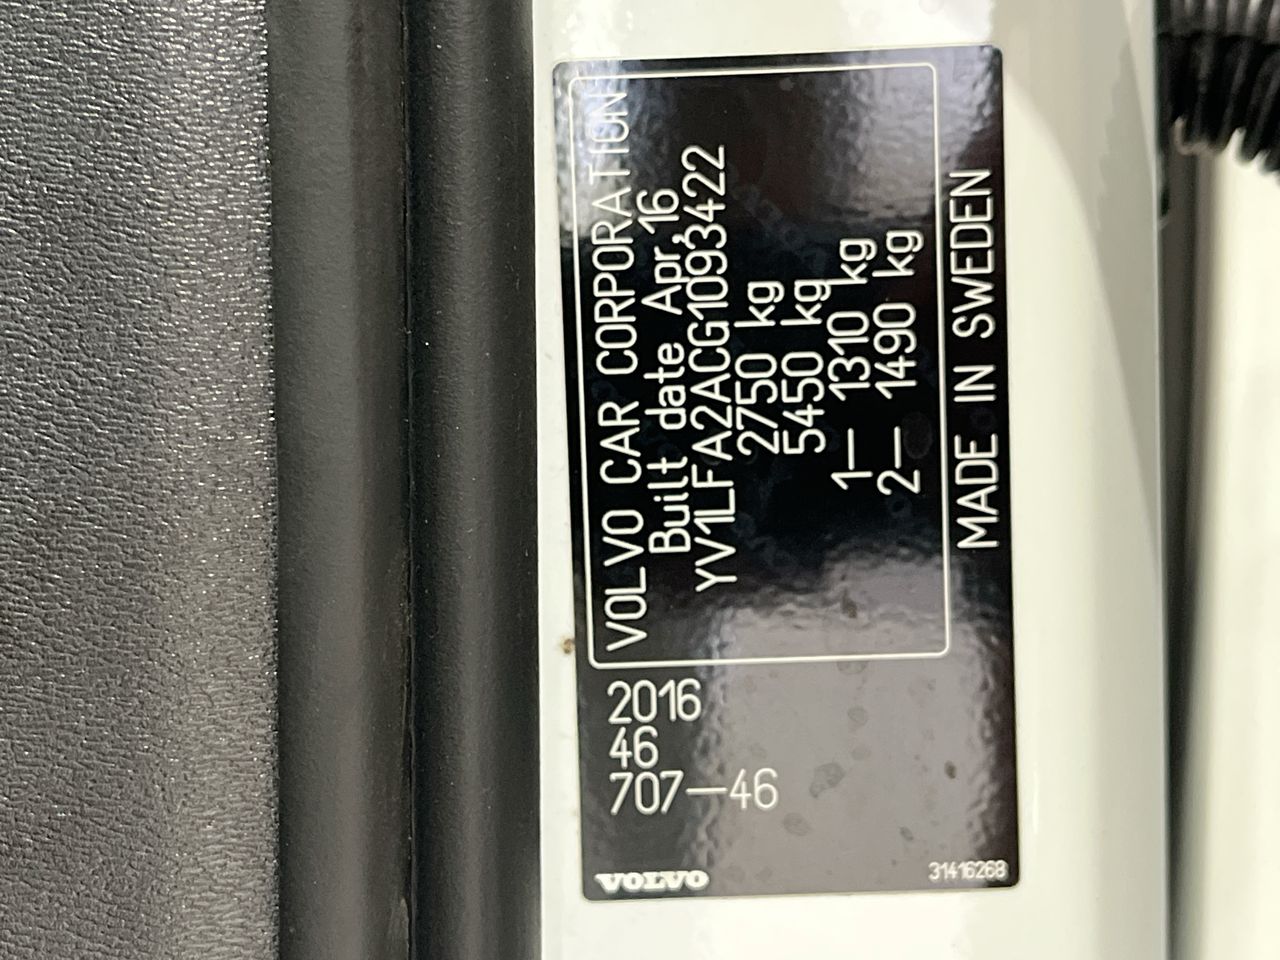 VOLVO CAR CORPORATION
Built date Apr,16
YV1LFA2ACG1093422
2750 kg
5450 kg
1— 1310 kg
2— 1490 kg
MADE IN SWEDEN
2016
46
707—46
VOLVO
31416268